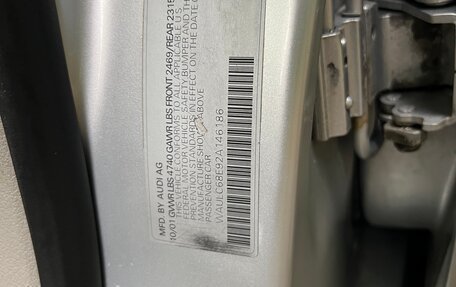 MFD. BY AUDI AG
10/01 GVWR LBS 4740 GAWR LBS FRONT 2469/REAR 2315
THIS VEHICLE CONFORMS TO ALL APPLICABLE U.S
FEDERAL MOTOR VEHICLE SAFETY BUMPER AND THE
PREVENTION STANDARDS IN EFFECT ON THE DATE
MANUFACTURE SHOWN ABOVE
PASSENGER CAR
WAULC68E92A146186